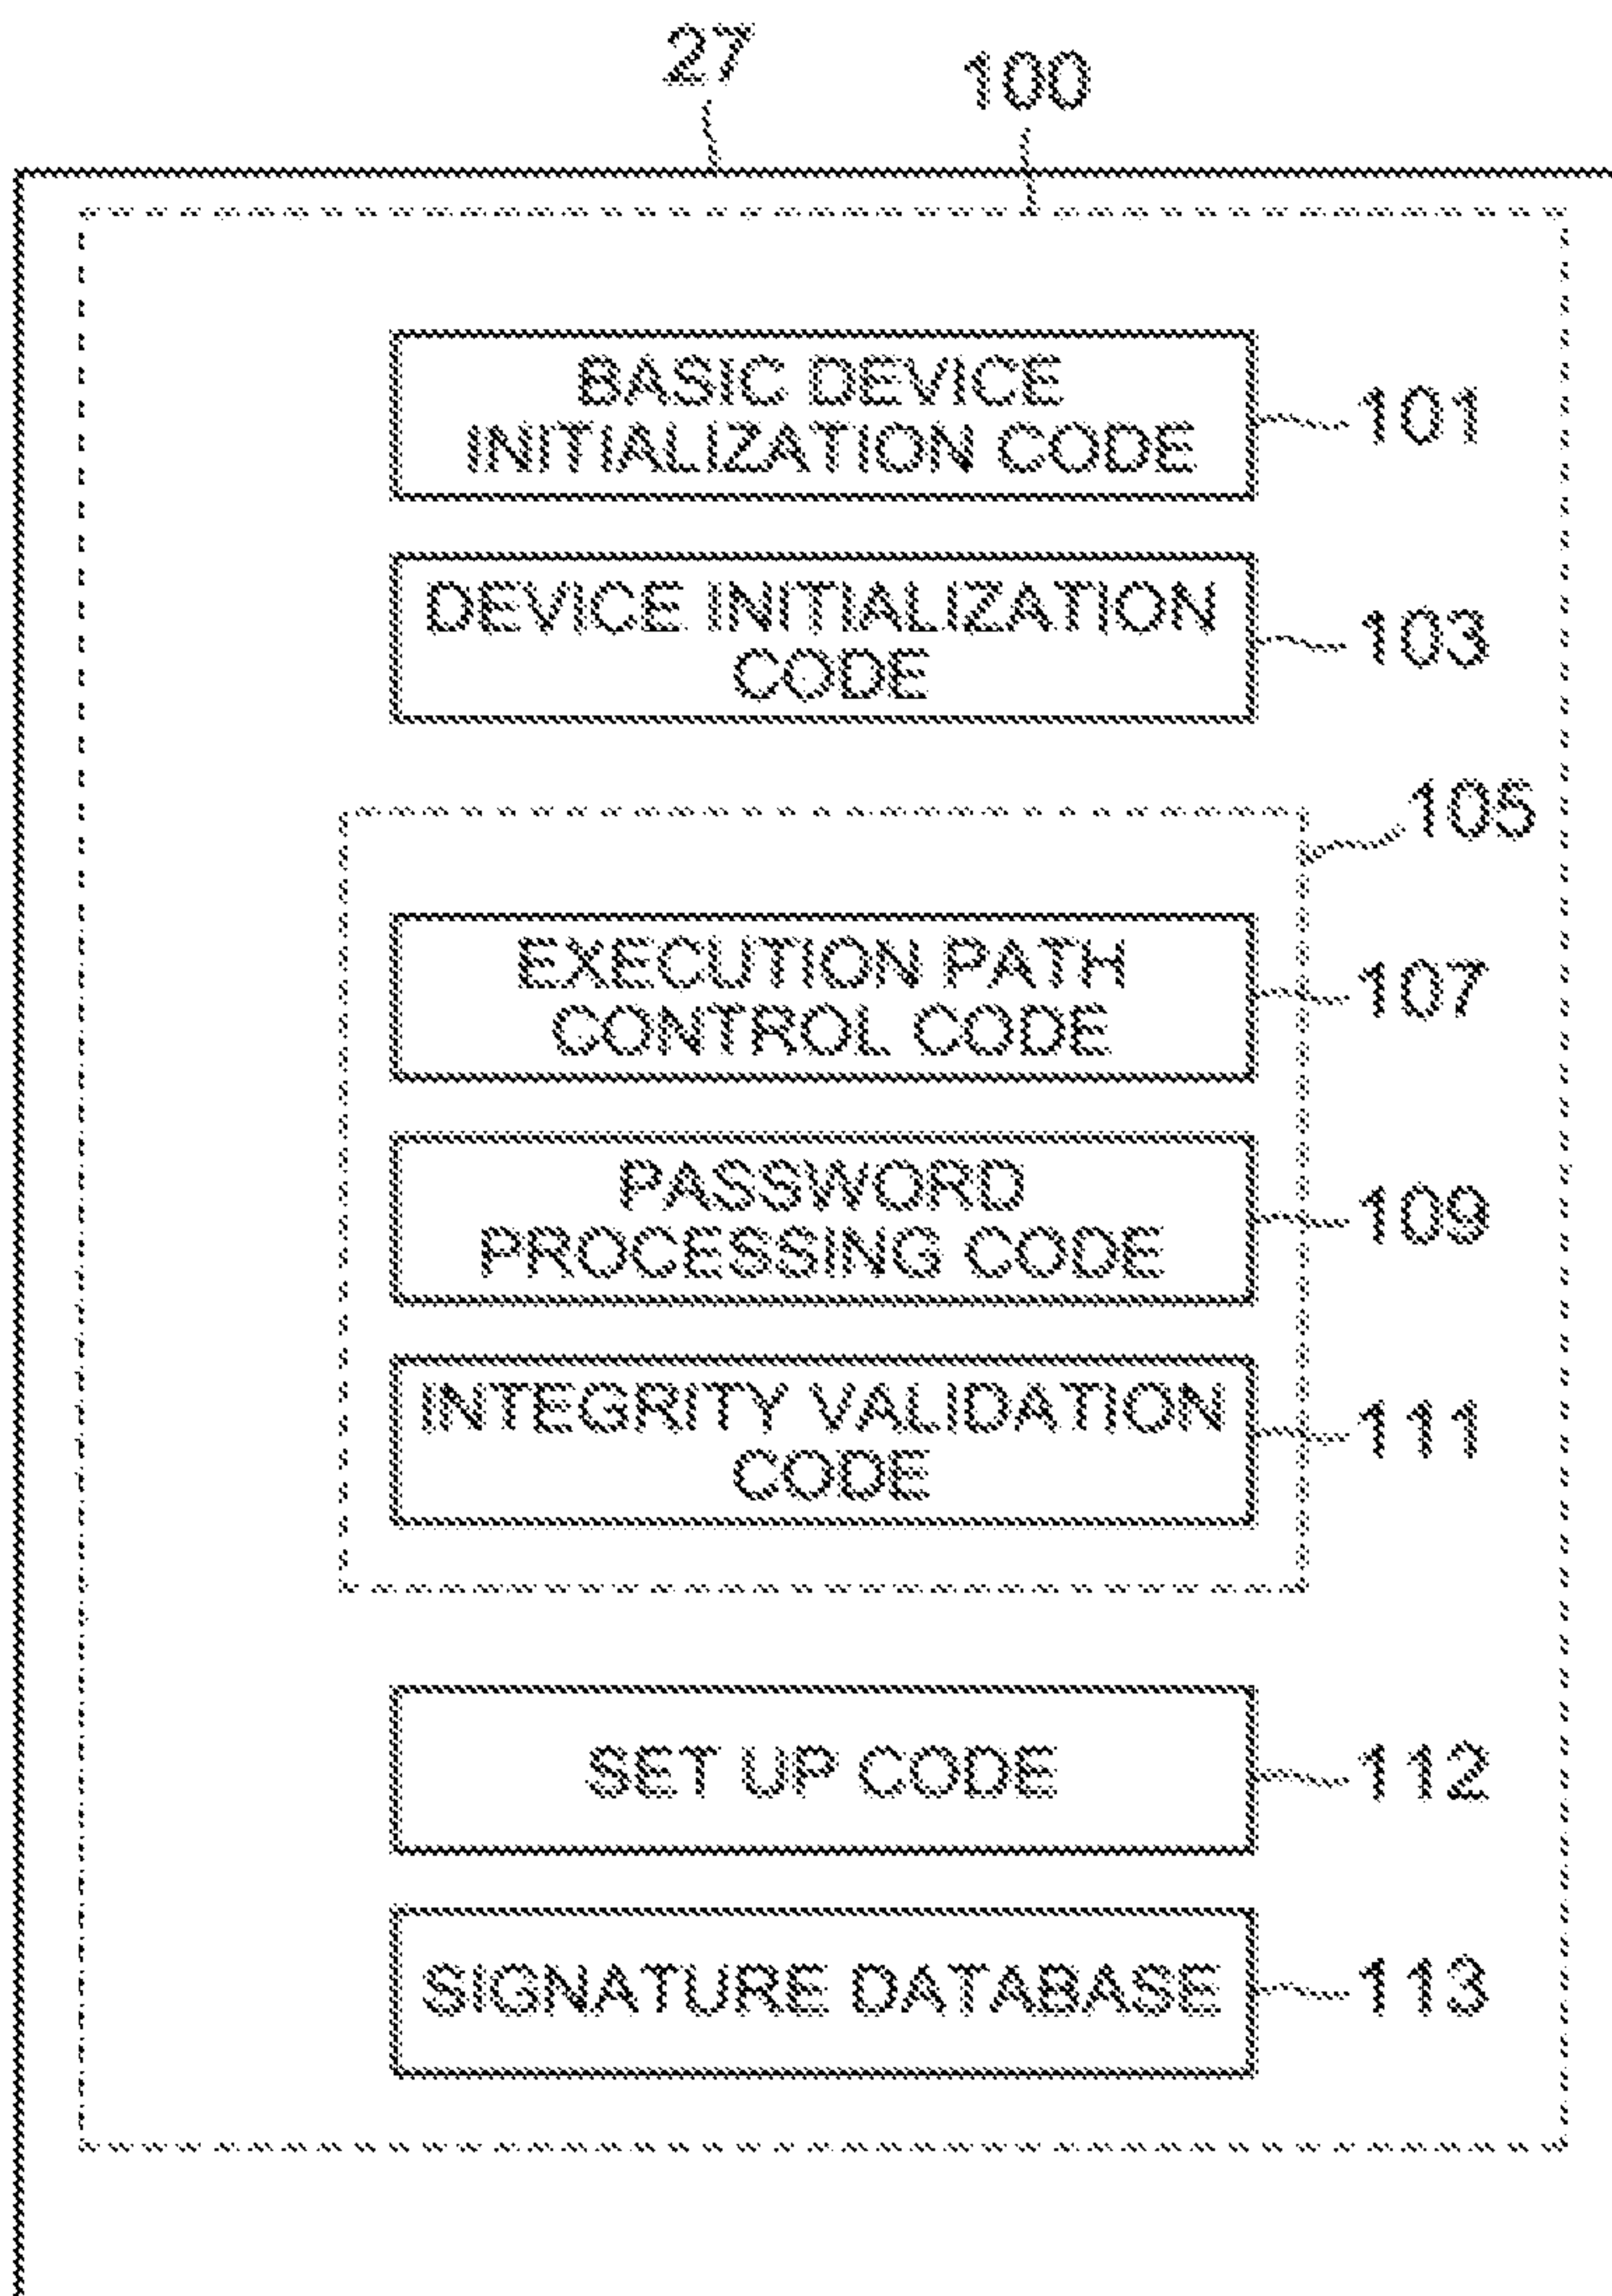 27
100
BASIC DEVICE
INITIALIZATION CODE
101
DEVICE INITIALIZATION
CODE
103
105
EXECUTION PATH
CONTROL CODE
107
PASSWORD
PROCESSING CODE
109
INTEGRITY VALIDATION
CODE
111
SET UP CODE
112
SIGNATURE DATABASE
113